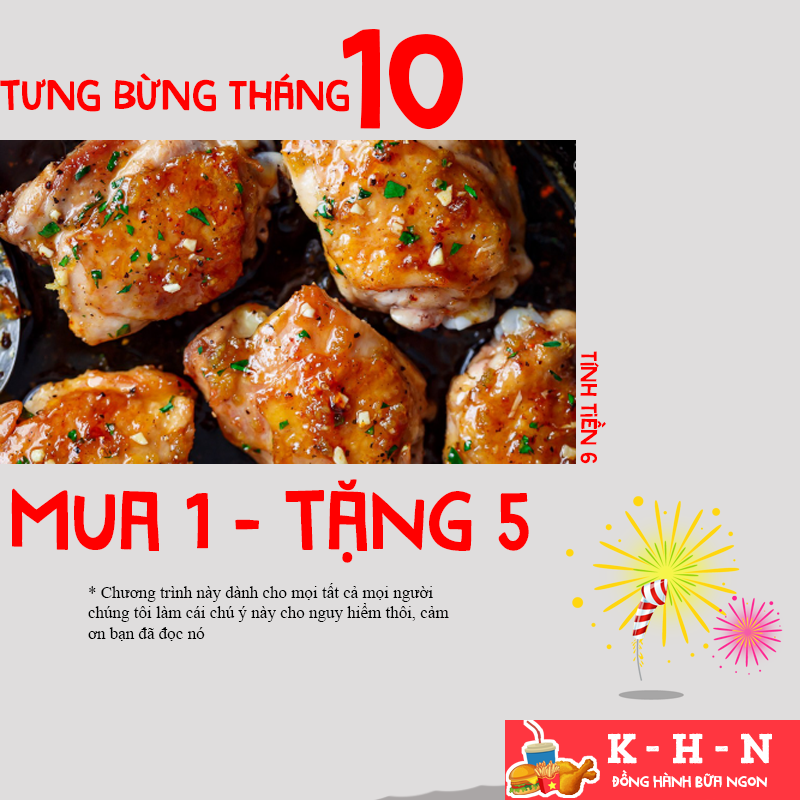 TƯNG BỪNG THÁNG 10
TÍNH TIỀN 6
MUA 1 - TẶNG 5
* Chương trình này dành cho mọi tất cả mọi người
chúng tôi làm cái chú ý này cho nguy hiểm thôi, cảm
ơn bạn đã đọc nó
K - H - N
ĐỒNG HÀNH BỮA NGON